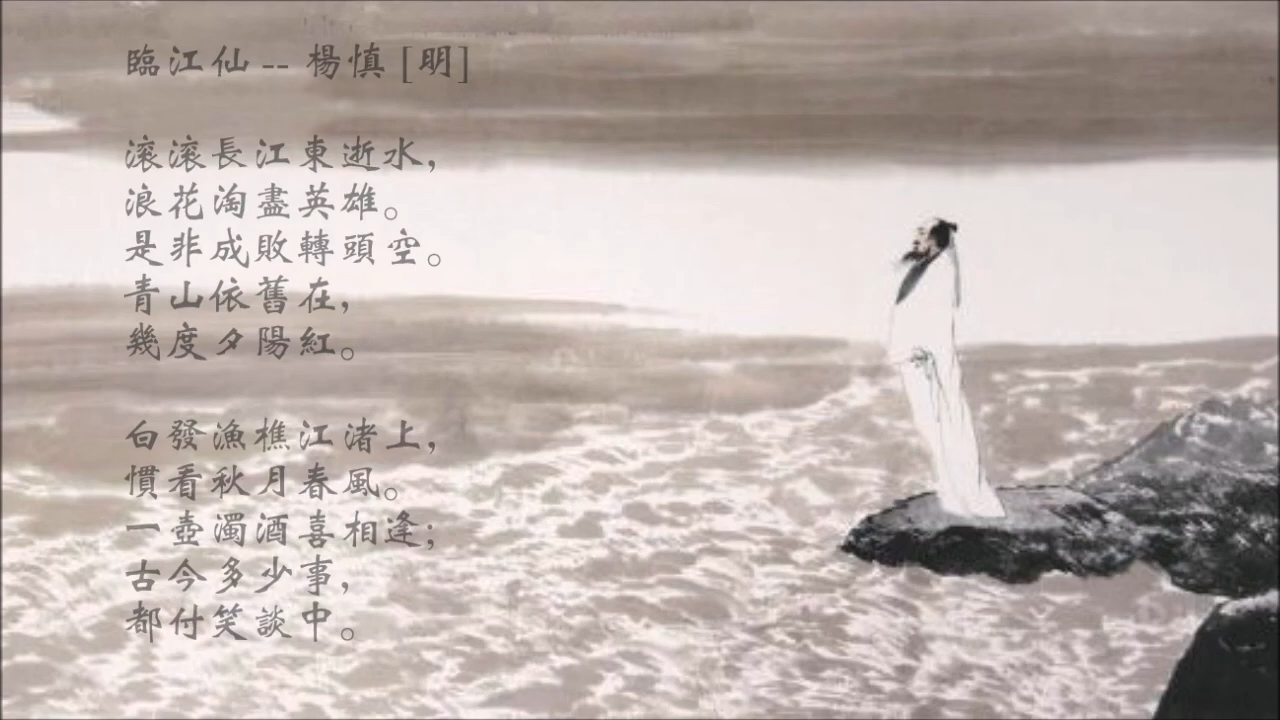 臨江仙 -- 楊慎 [明]
滾滾長江東逝水,
浪花淘盡英雄。
是非成敗轉頭空。
青山依舊在,
幾度夕陽紅。
白發漁樵江渚上,
慣看秋月春風。
一壺濁酒喜相逢;
古今多少事,
都付笑談中。